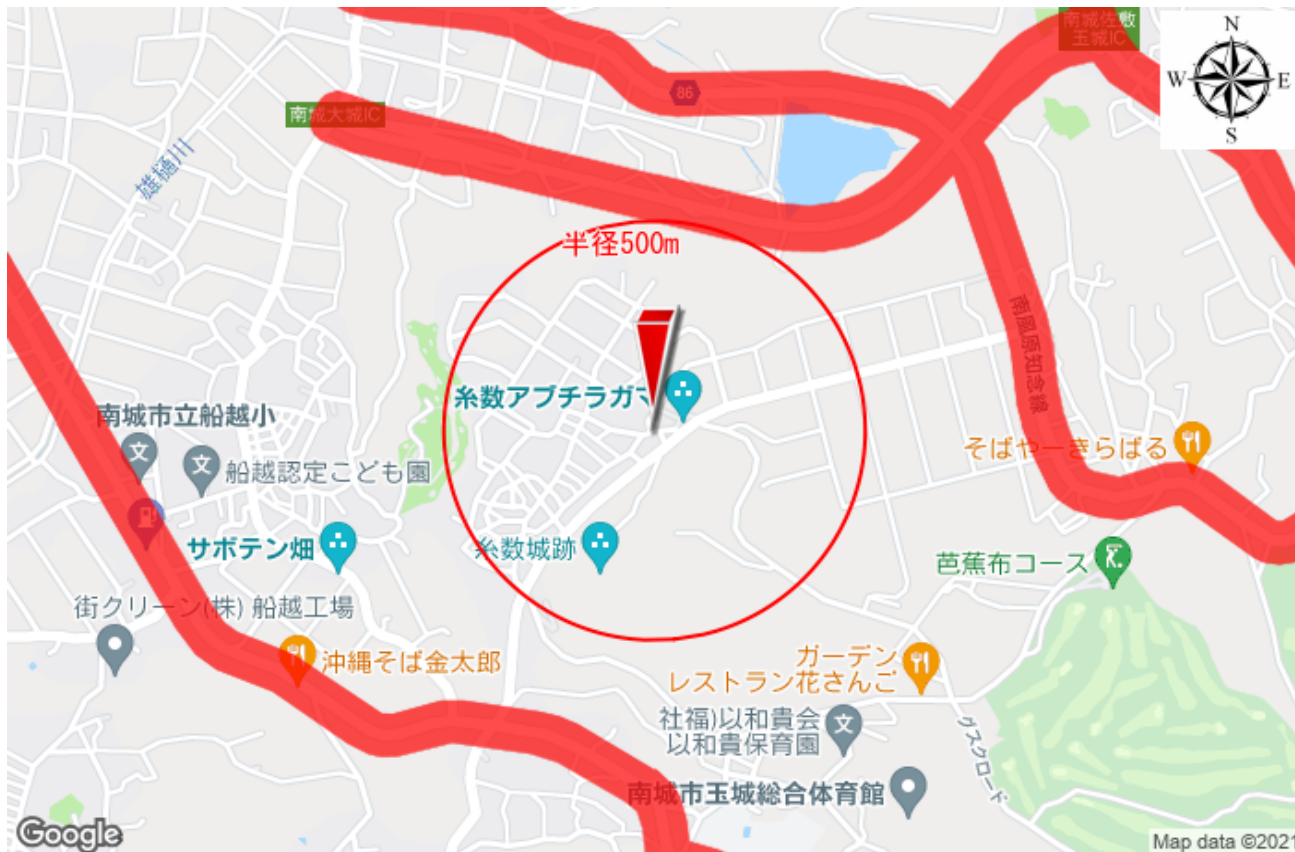 南城佐敷
玉城IC
N
W
E
S
86
南城大城IC
雄樋川
半径500m
南風原知念線
糸数アブチラガマ
南城市立船越小
そばやーきらばる
船越認定こども園
サボテン畑
糸数城跡
芭蕉布コース
街クリーン(株) 船越工場
沖縄そば金太郎
ガーデン
レストラン花さんご
社福)以和貴会
以和貴保育園
グスクロード
南城市玉城総合体育館
Google
Map data ©2021